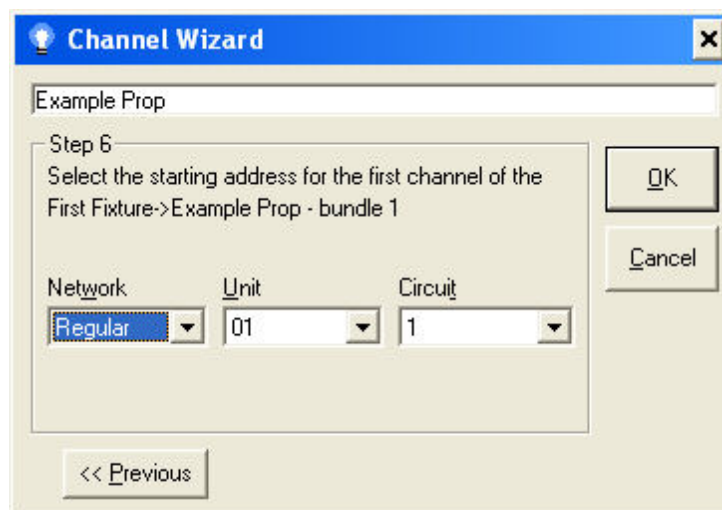 Channel Wizard
Example Prop
Step 6
Select the starting address for the first channel of the
First Fixture->Example Prop - bundle 1
OK
Cancel
Network Unit Circuit
Regular 01 1
<< Previous